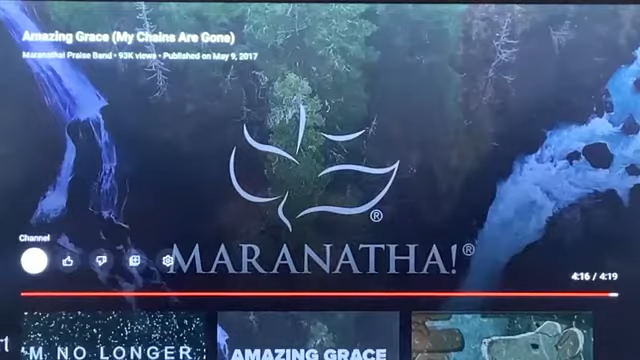 Amazing Grace (My Chains Are Gone)
Maranatha! Praise Band • 93K views • Published on May 9, 2017
®
MARANATHA!®
Channel
4:16 / 4:19
'M NO LONGER
AMAZING GRACE